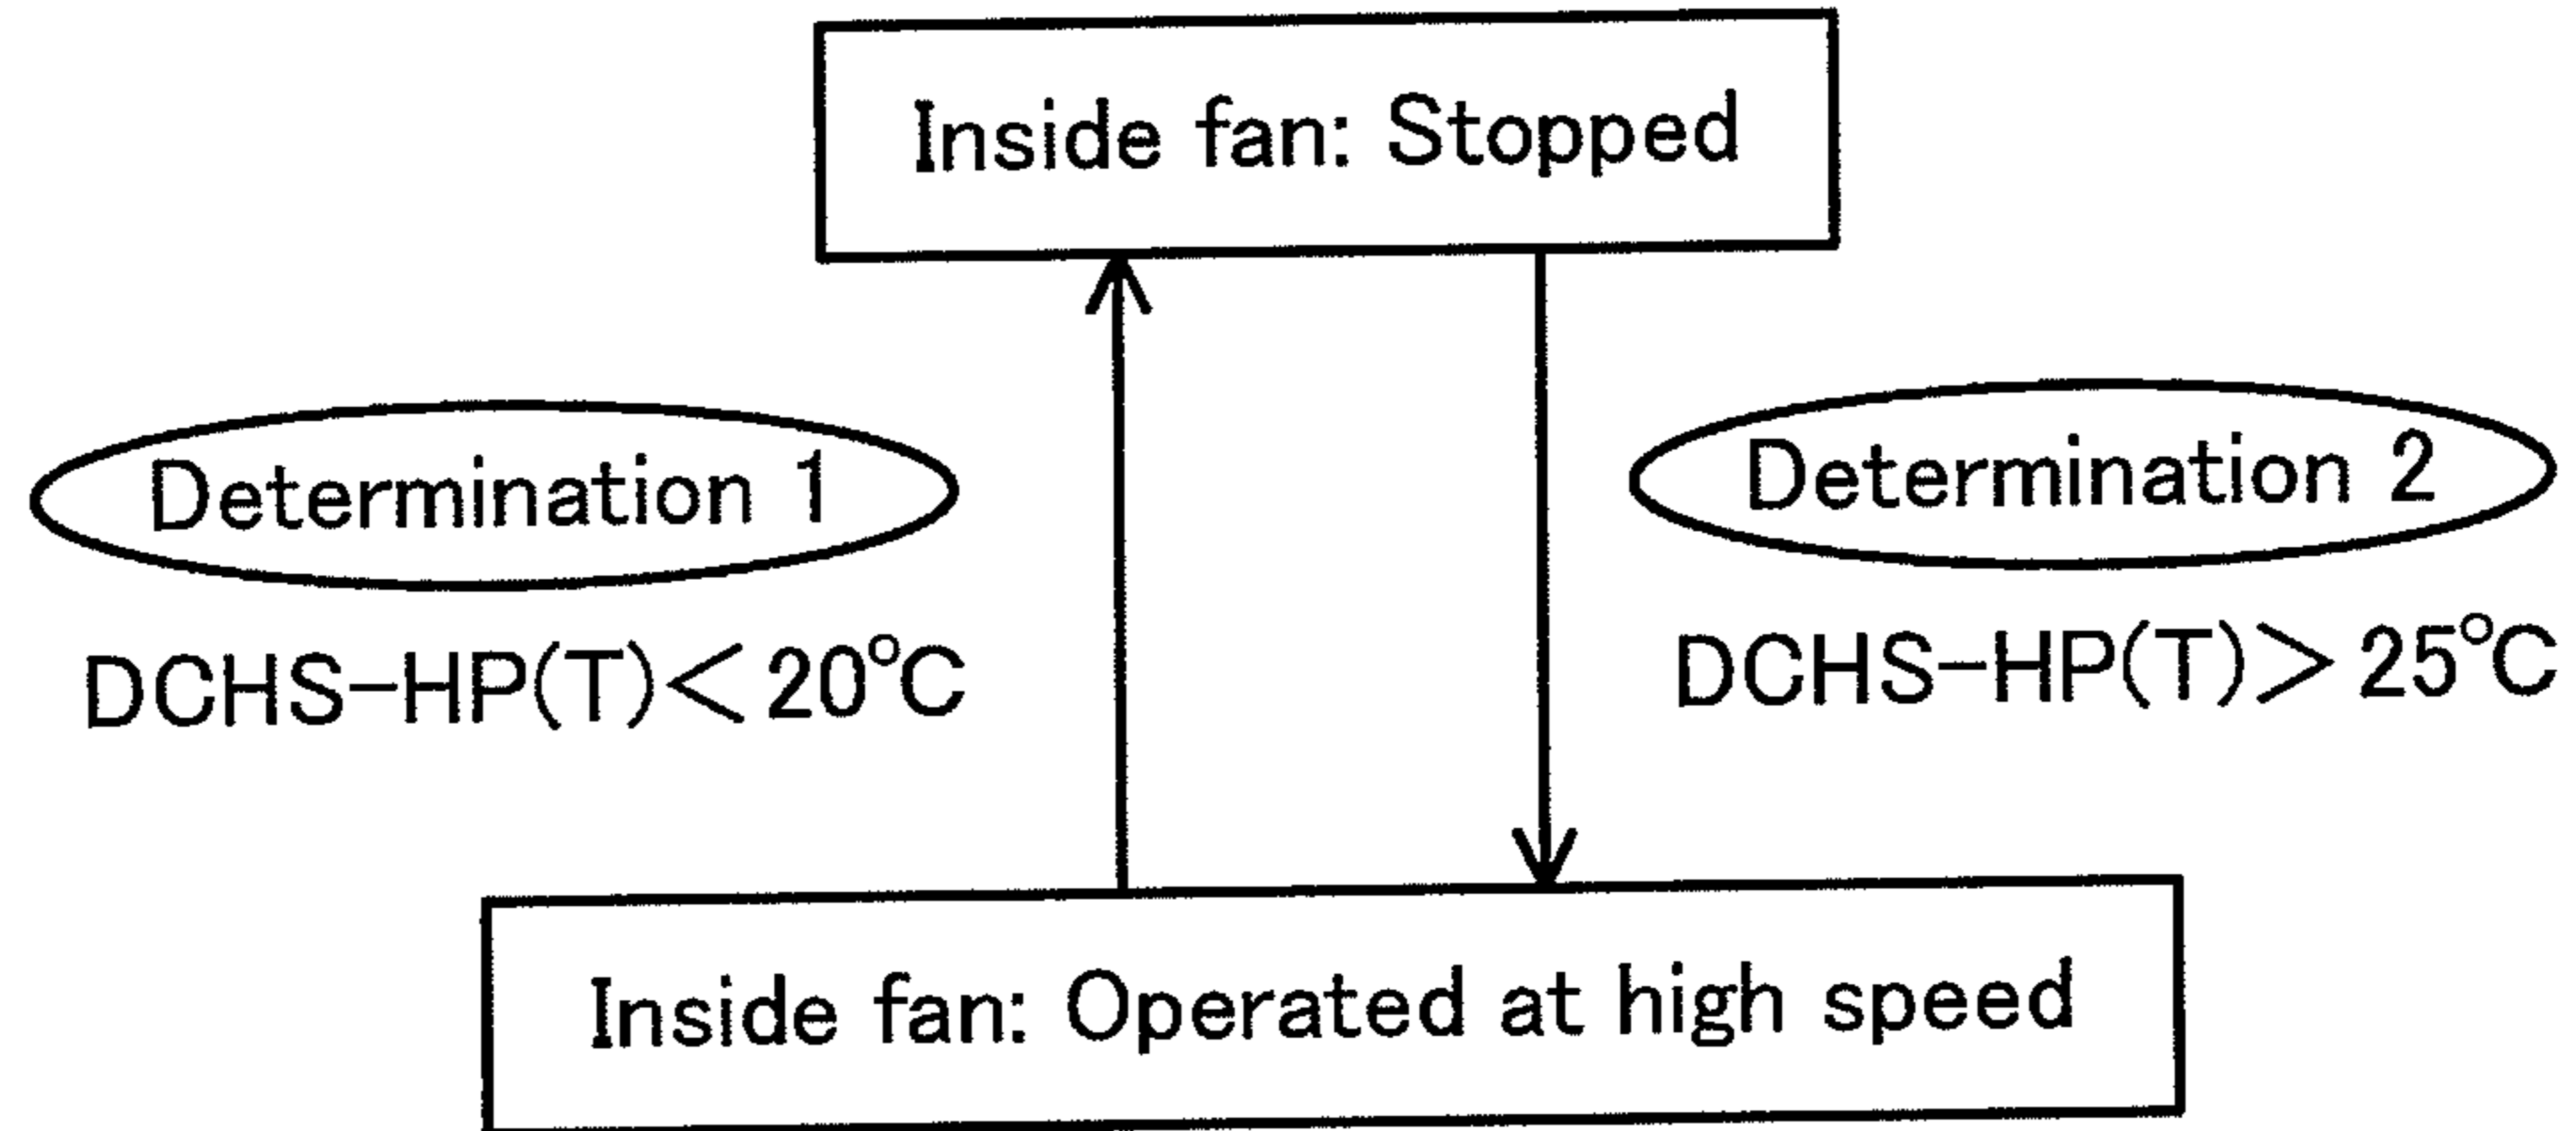 Inside fan: Stopped
Determination 1
DCHS-HP(T)<20℃
Determination 2
DCHS-HP(T)>25℃
Inside fan: Operated at high speed